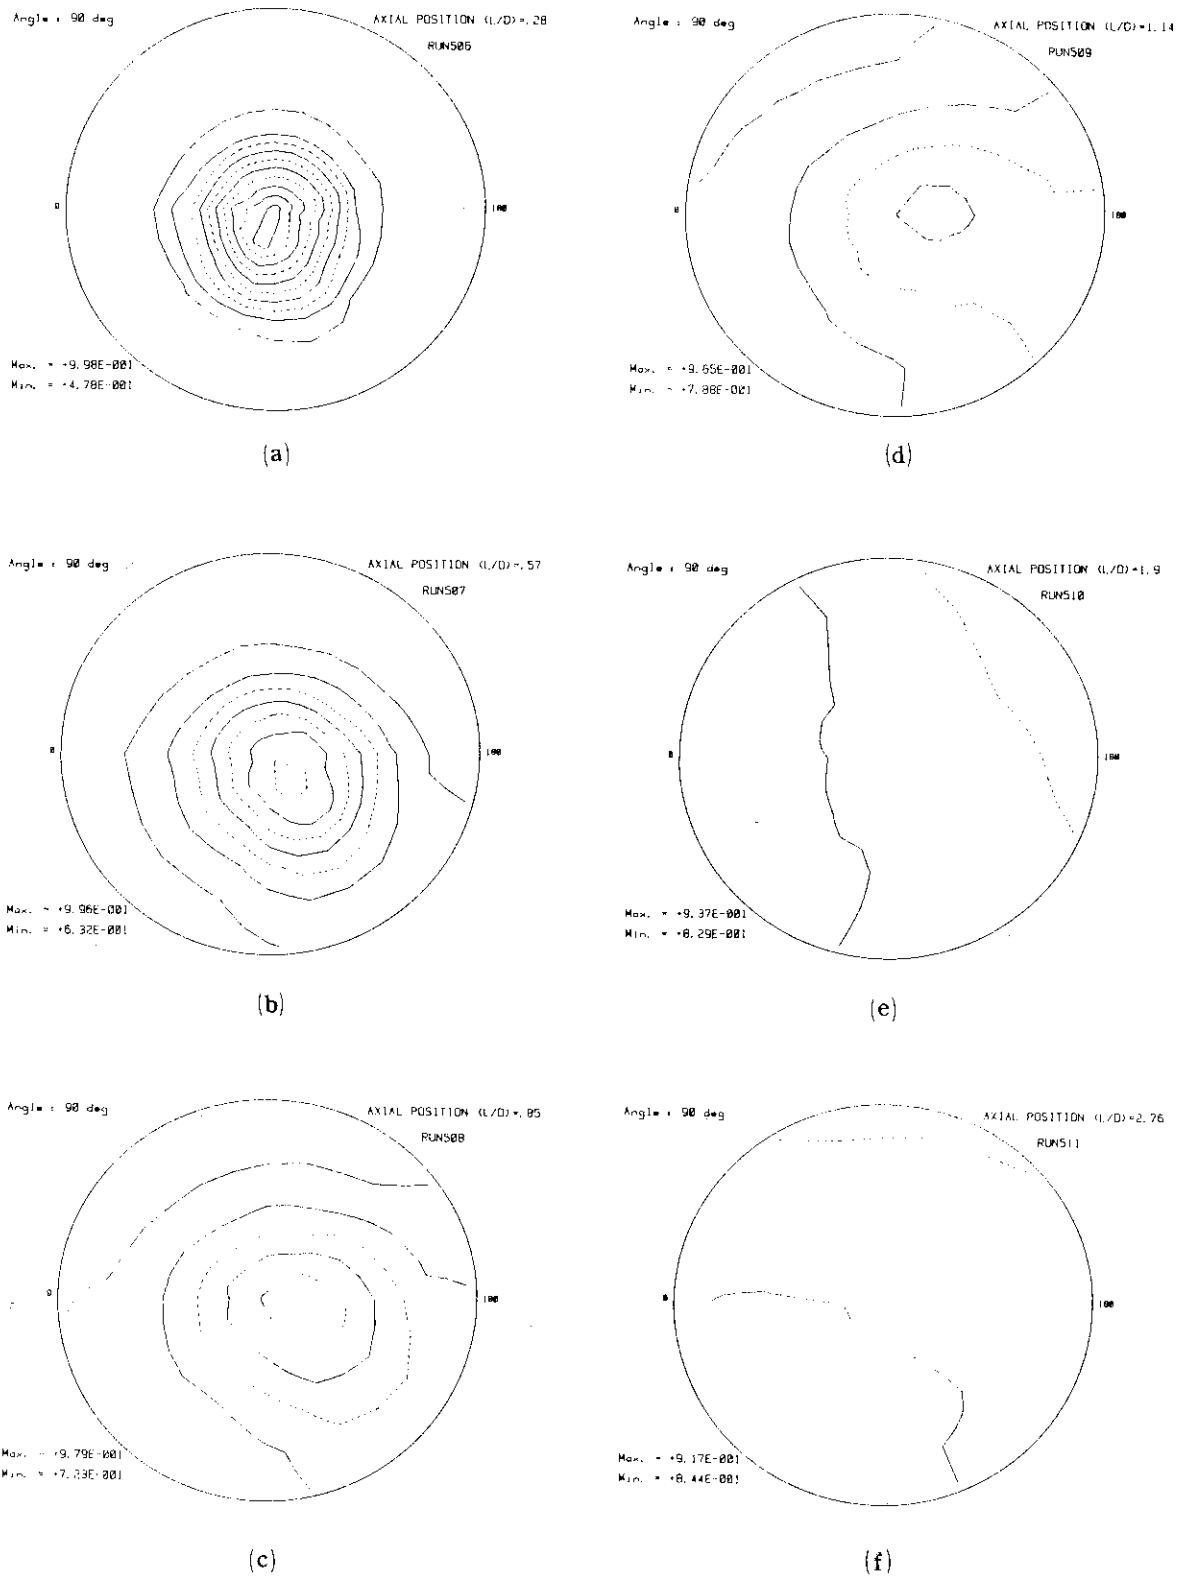 Angle : 90 deg
AXIAL POSITION (L/D)=.28
RUN506
0
180
Max. = +9.98E-001
Min. = +4.78E-001
(a)
Angle : 90 deg
AXIAL POSITION (L/D)=1.14
RUN509
0
180
Max. = +9.65E-001
Min. = +7.88E-001
(d)
Angle : 90 deg
AXIAL POSITION (L/D)=.57
RUN507
0
180
Max. = +9.96E-001
Min. = +6.32E-001
(b)
Angle : 90 deg
AXIAL POSITION (L/D)=1.9
RUN510
0
180
Max. = +9.37E-001
Min. = +8.29E-001
(e)
Angle : 90 deg
AXIAL POSITION (L/D)=.85
RUN508
0
180
Max. = +9.79E-001
Min. = +7.23E-001
(c)
Angle : 90 deg
AXIAL POSITION (L/D)=2.76
RUN511
0
180
Max. = +9.17E-001
Min. = +8.44E-001
(f)